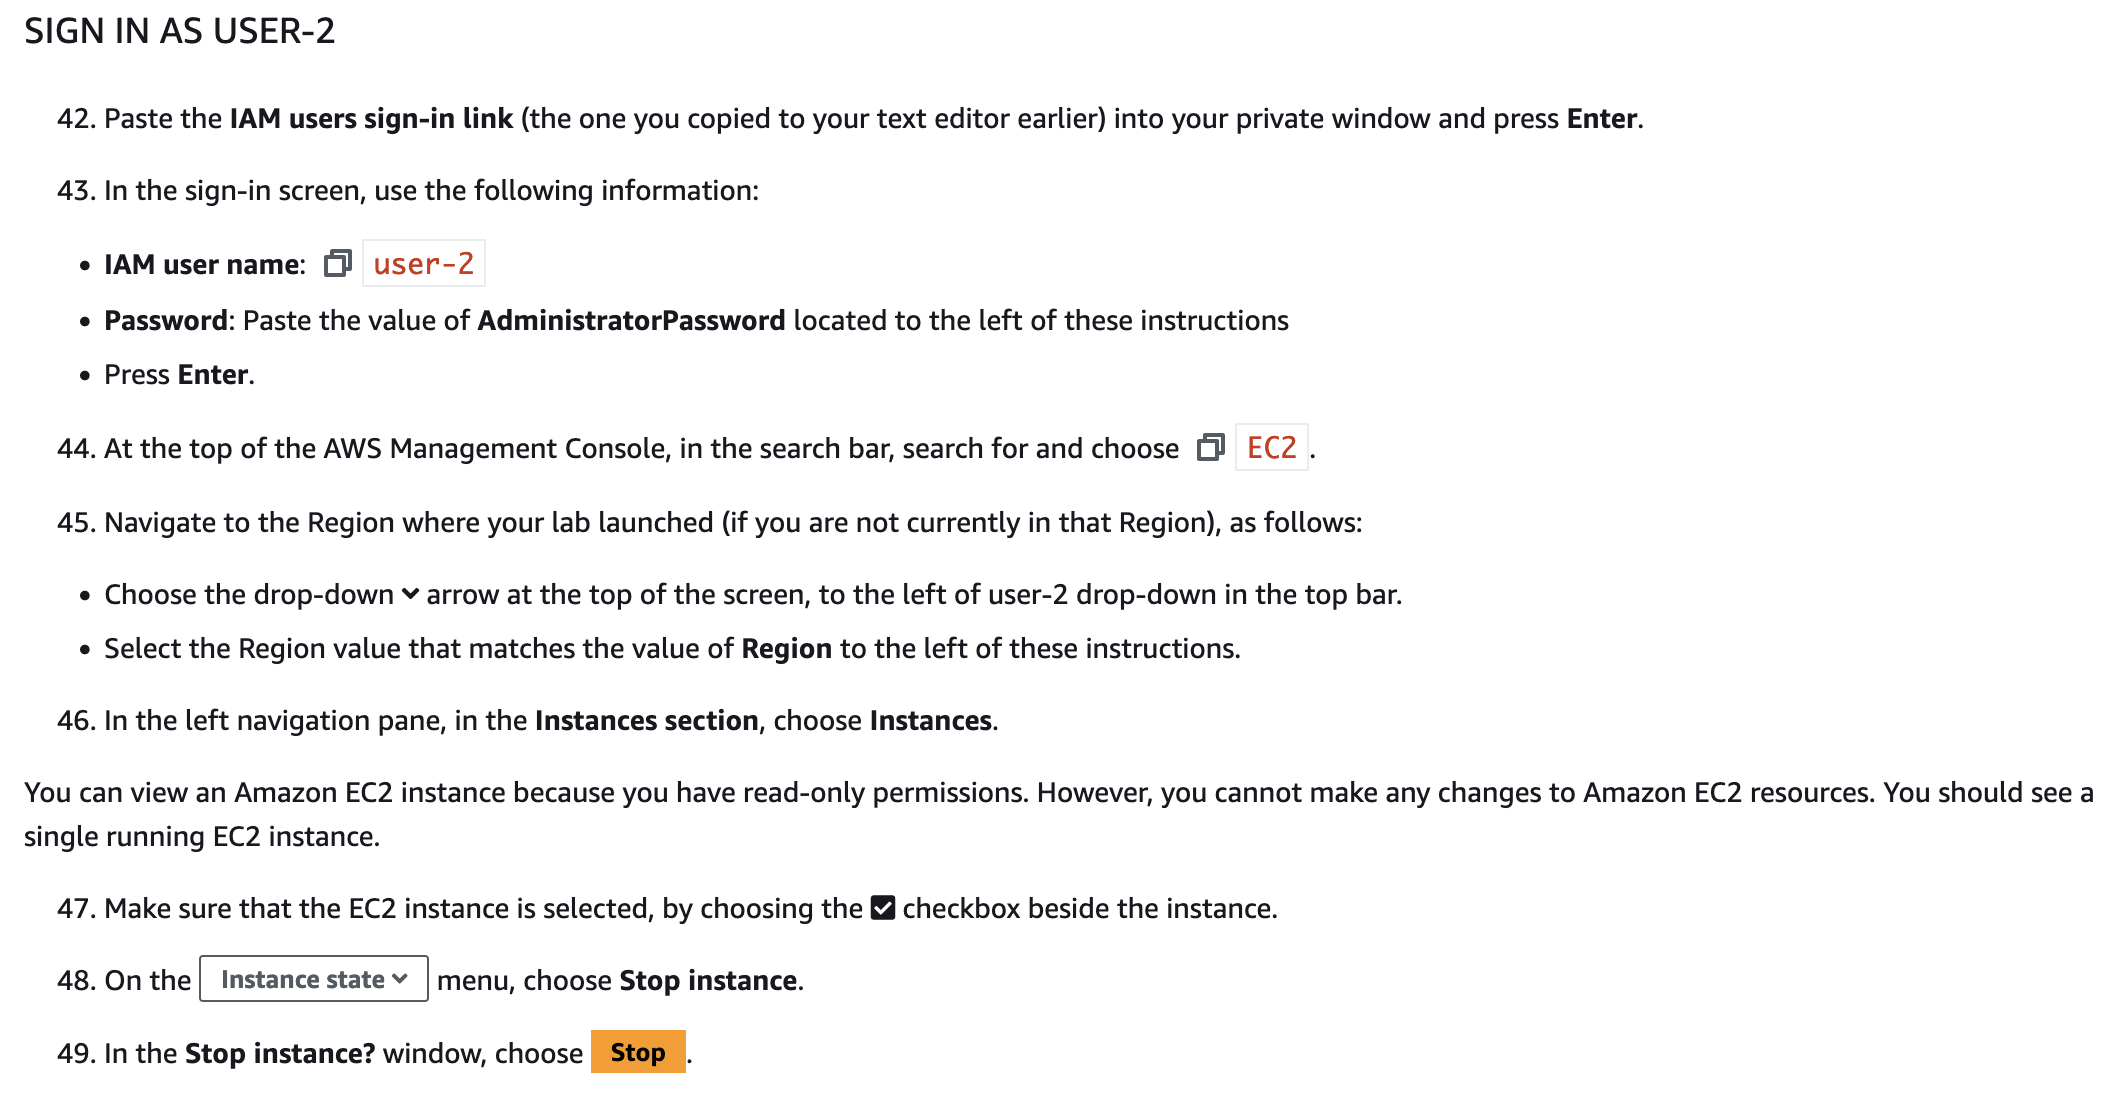 SIGN IN AS USER-2
42. Paste the IAM users sign-in link (the one you copied to your text editor earlier) into your private window and press Enter.
43. In the sign-in screen, use the following information:
• IAM user name: user-2
• Password: Paste the value of AdministratorPassword located to the left of these instructions
• Press Enter.
44. At the top of the AWS Management Console, in the search bar, search for and choose EC2.
45. Navigate to the Region where your lab launched (if you are not currently in that Region), as follows:
• Choose the drop-down arrow at the top of the screen, to the left of user-2 drop-down in the top bar.
• Select the Region value that matches the value of Region to the left of these instructions.
46. In the left navigation pane, in the Instances section, choose Instances.
You can view an Amazon EC2 instance because you have read-only permissions. However, you cannot make any changes to Amazon EC2 resources. You should see a
single running EC2 instance.
47. Make sure that the EC2 instance is selected, by choosing the checkbox beside the instance.
48. On the Instance state menu, choose Stop instance.
49. In the Stop instance? window, choose Stop.